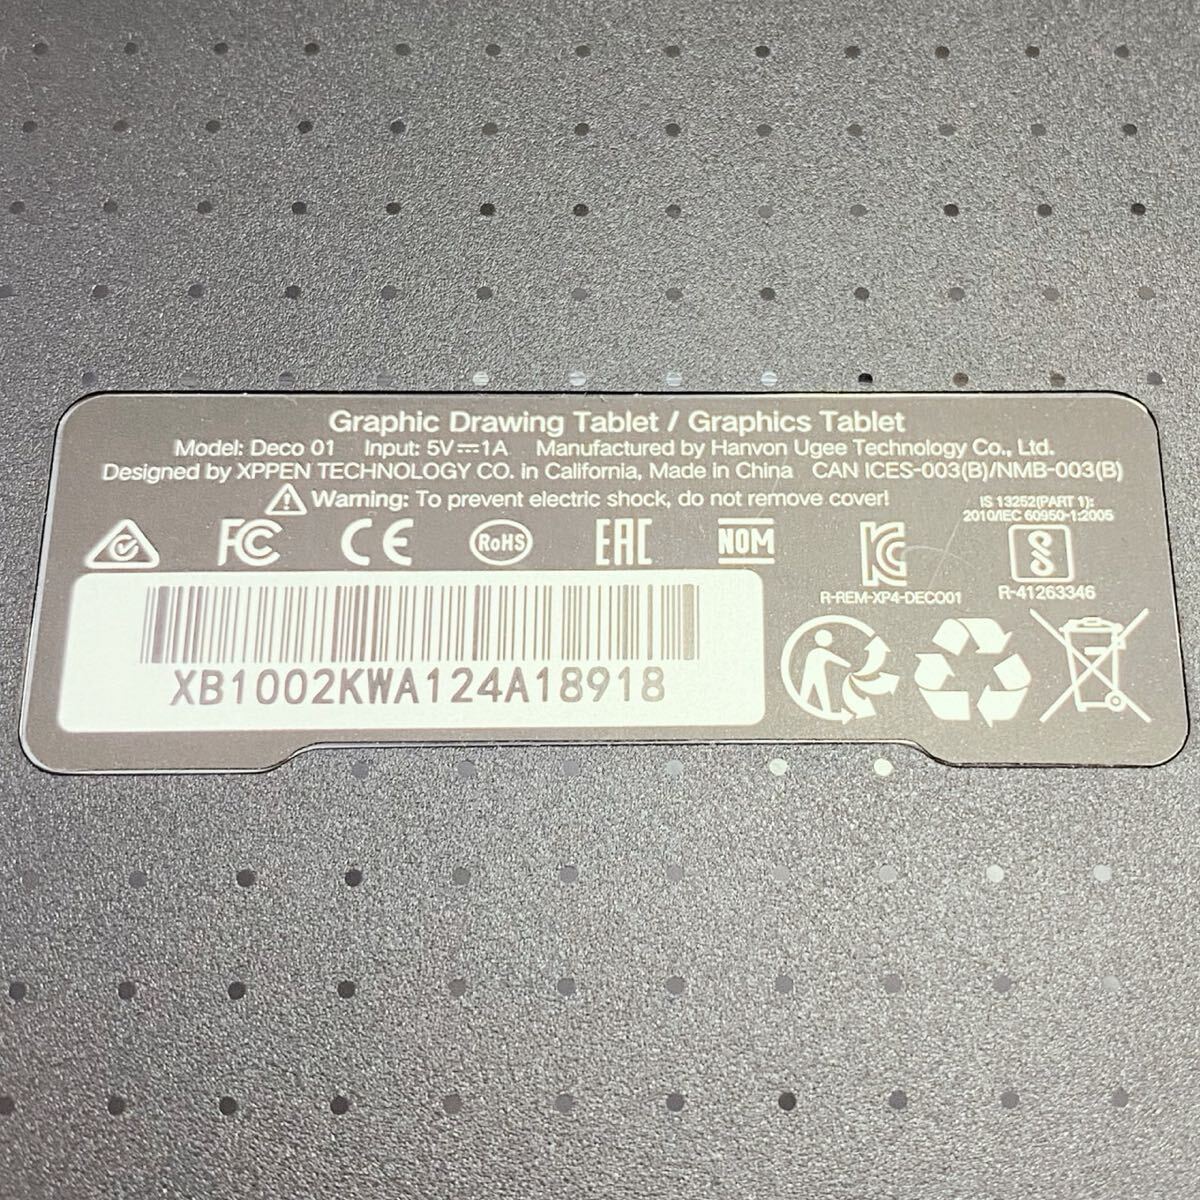 Graphic Drawing Tablet / Graphics Tablet
Model: Deco 01 Input: 5V⎓1A Manufactured by Hanvon Ugee Technology Co., Ltd.
Designed by XPPEN TECHNOLOGY CO. in California, Made in China CAN ICES-003(B)/NMB-003(B)
Warning: To prevent electric shock, do not remove cover!
IS 13252(PART 1):
2010/IEC 60950-1:2005
FC CE RoHS EAC NOM
R-REM-XP4-DECO01
R-41263346
XB1002KWA124A18918